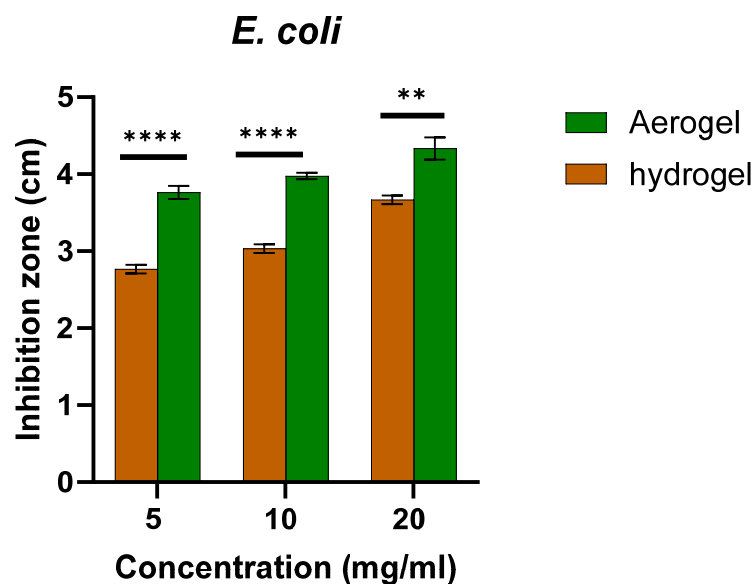 E. coli
Inhibition zone (cm)
5
4
3
2
1
0
****
****
**
5
10
20
Concentration (mg/ml)
Aerogel
hydrogel